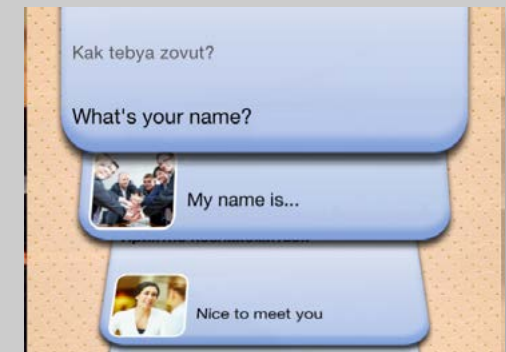 Kak tebya zovut?
What's your name?
My name is...
Nice to meet you